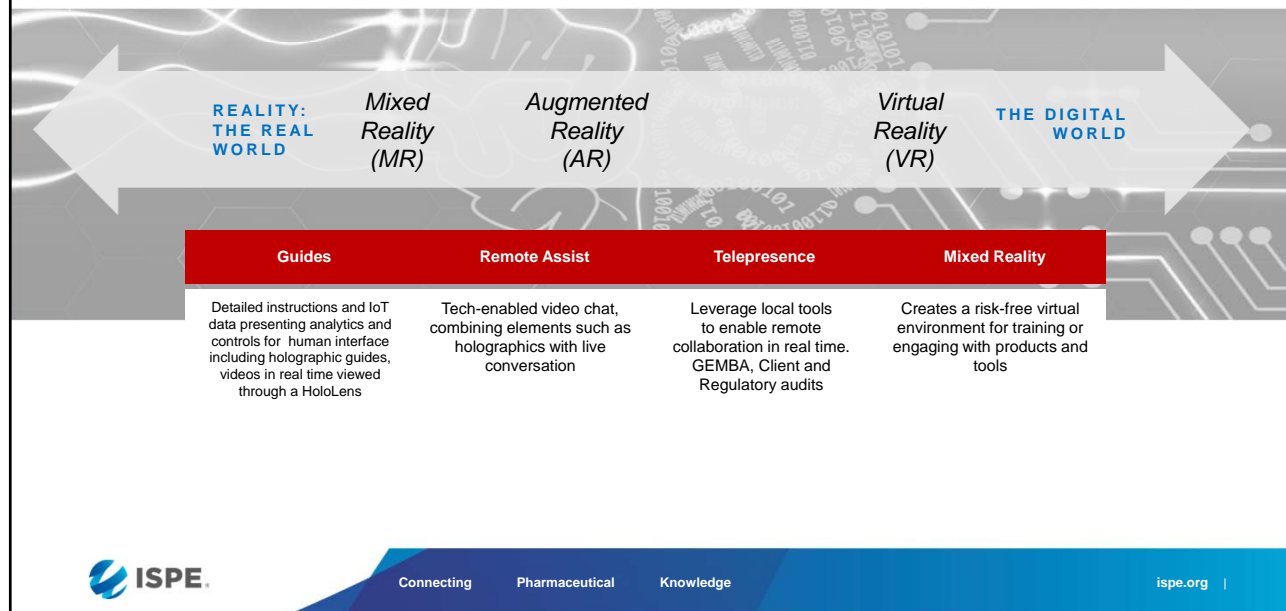 REALITY:
THE REAL
WORLD
Mixed
Reality
(MR)
Augmented
Reality
(AR)
Virtual
Reality
(VR)
THE DIGITAL
WORLD
Guides
Remote Assist
Telepresence
Mixed Reality
Detailed instructions and IoT
data presenting analytics and
controls for human interface
including holographic guides,
videos in real time viewed
through a HoloLens
Tech-enabled video chat,
combining elements such as
holographics with live
conversation
Leverage local tools
to enable remote
collaboration in real time.
GEMBA, Client and
Regulatory audits
Creates a risk-free virtual
environment for training or
engaging with products and
tools
ISPE.
Connecting Pharmaceutical Knowledge
ispe.org |